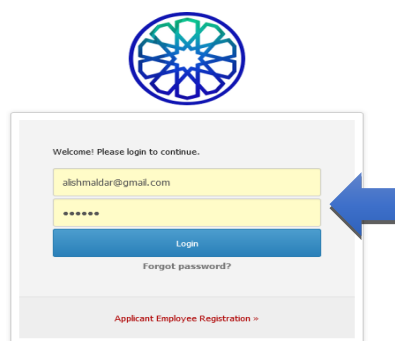 Welcome! Please login to continue.
alishmaldar@gmail.com
••••••
Login
Forgot password?
Applicant Employee Registration »